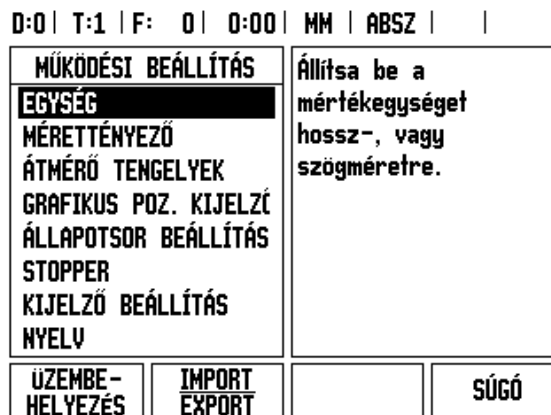 D:0 | T:1 | F: 0 | 0:00 | MM | ABSZ | |
MŰKÖDÉSI BEÁLLÍTÁS
EGYSÉG
MÉRETTÉNYEZŐ
ÁTMÉRŐ TENGELYEK
GRAFIKUS POZ. KIJELZŐ
ÁLLAPOTSOR BEÁLLÍTÁS
STOPPER
KIJELZŐ BEÁLLÍTÁS
NYELV
Állítsa be a
mértékegységet
hossz-, vagy
szögméretre.
ÜZEMBE-
HELYEZÉS
IMPORT
EXPORT
SÚGÓ